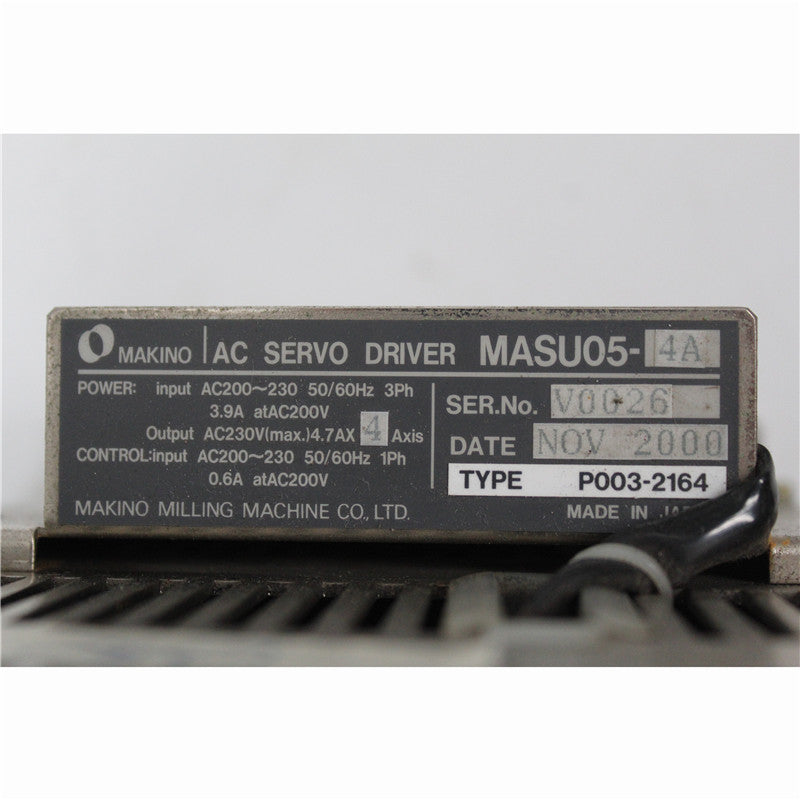 MAKINO AC SERVO DRIVER MASU05-4A
POWER: input AC200~230 50/60Hz 3Ph
3.9A atAC200V
Output AC230V(max.)4.7AX 4 Axis
CONTROL:input AC200~230 50/60Hz 1Ph
0.6A atAC200V
SER.No. V0026
DATE NOV 2000
TYPE P003-2164
MAKINO MILLING MACHINE CO.,LTD.
MADE IN